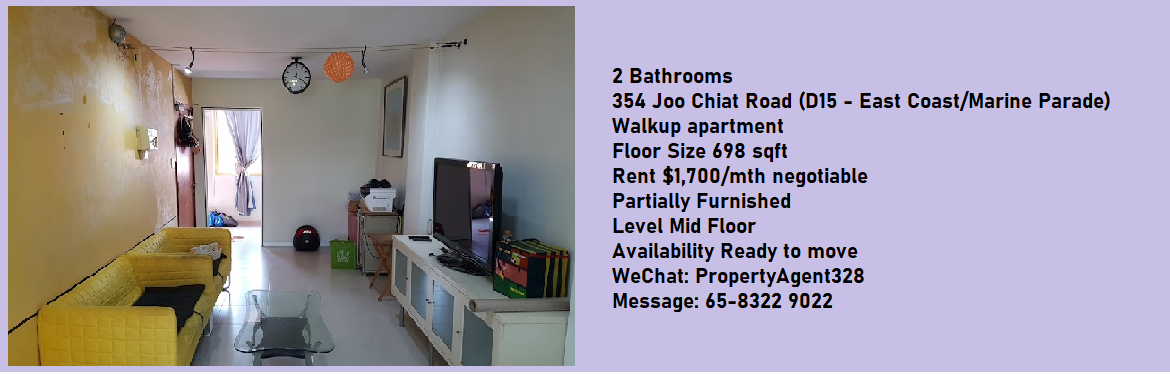 2 Bathrooms
354 Joo Chiat Road (D15 - East Coast/Marine Parade)
Walkup apartment
Floor Size 698 sqft
Rent $1,700/mth negotiable
Partially Furnished
Level Mid Floor
Availability Ready to move
WeChat: PropertyAgent328
Message: 65-8322 9022